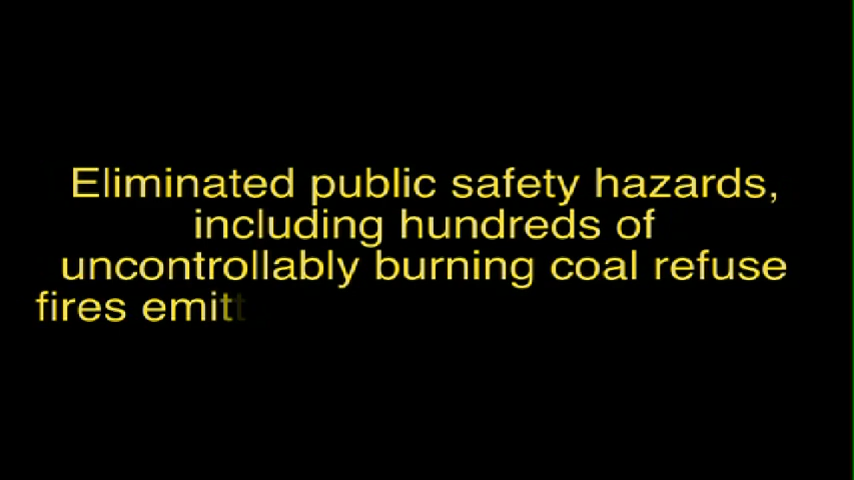 Eliminated public safety hazards,
including hundreds of
uncontrollably burning coal refuse
fires emitt